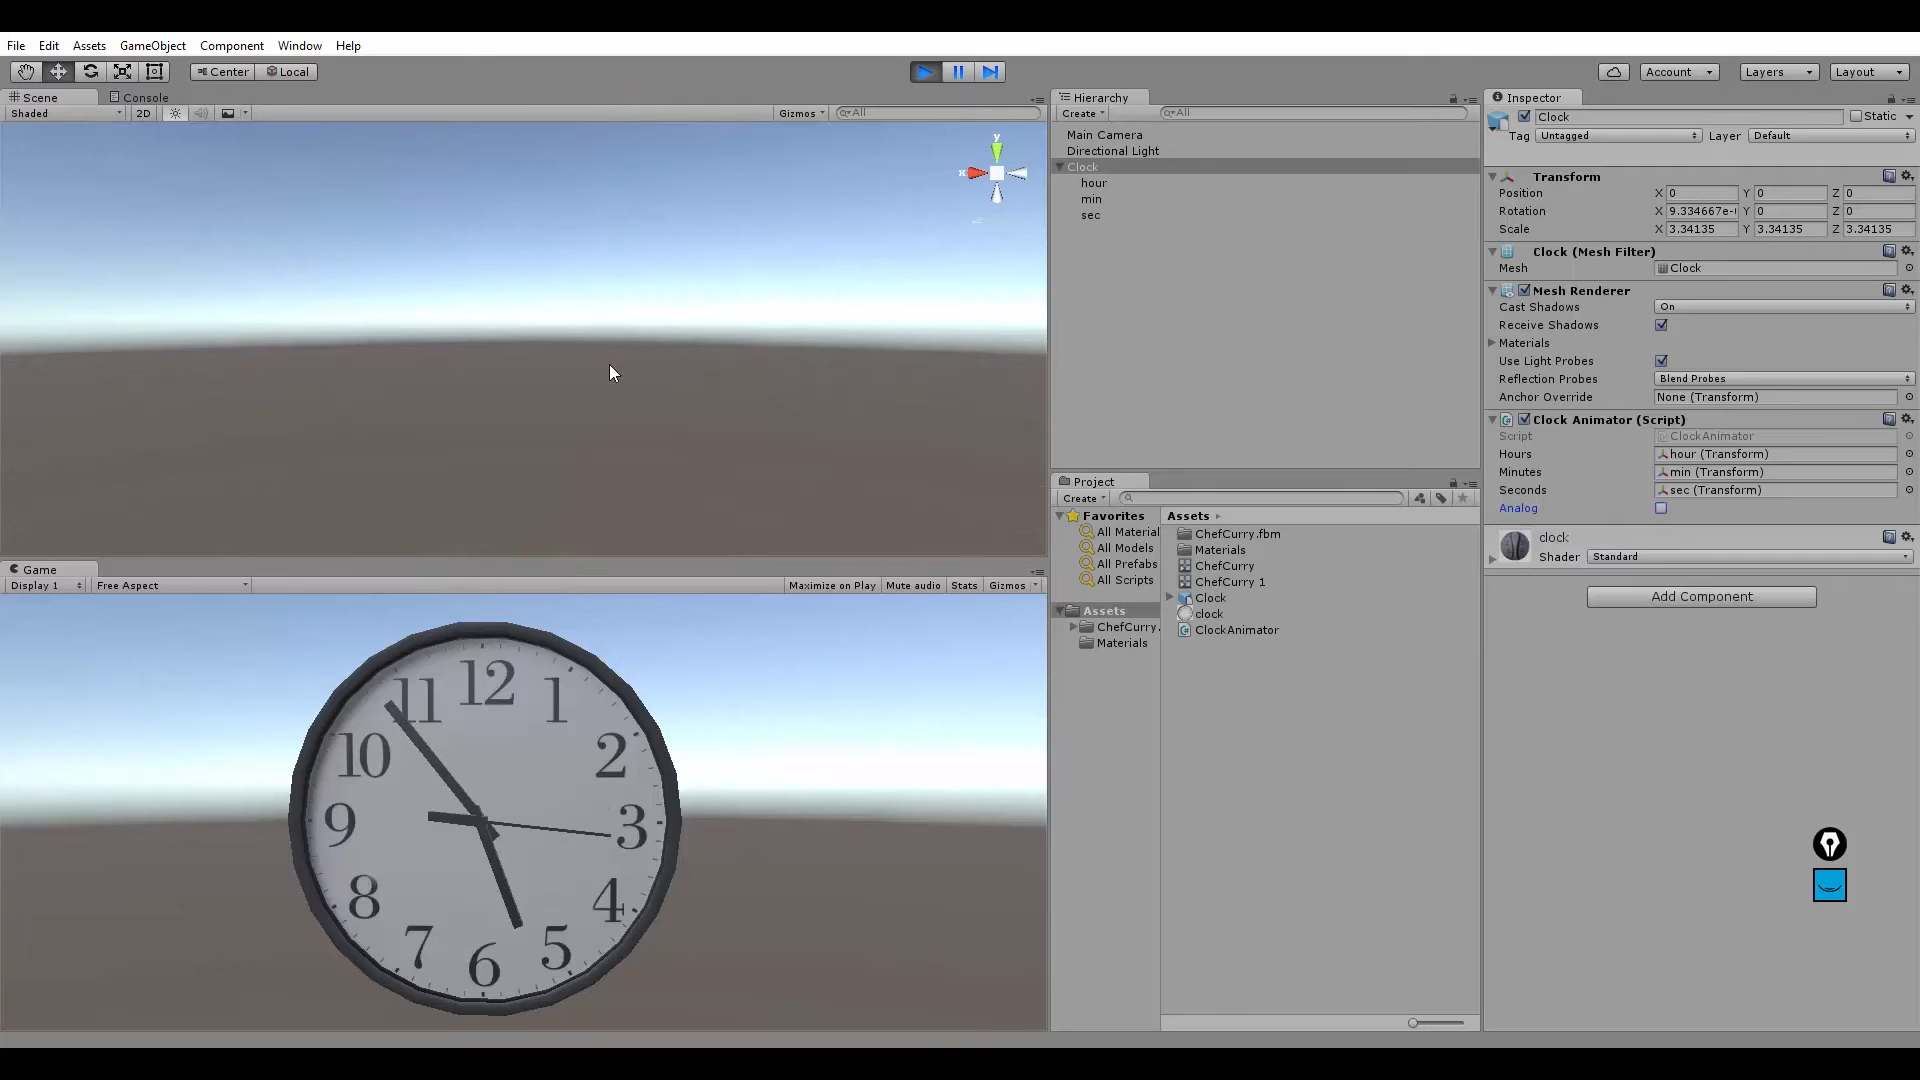 File Edit Assets GameObject Component Window Help
Center Local Account Layers Layout
Scene Console
Shaded 2D Gizmos All
y
x
Game
Display 1 Free Aspect Maximize on Play Mute audio Stats Gizmos
12
11 1
10 2
9 3
8 4
7 5
6
Hierarchy
Create All
Main Camera
Directional Light
Clock
hour
min
sec
Project
Create
Favorites
All Material
All Models
All Prefabs
All Scripts
Assets
ChefCurry.
Materials
Assets
ChefCurry.fbm
Materials
ChefCurry
ChefCurry 1
Clock
clock
ClockAnimator
Inspector
Clock Static
Tag Untagged Layer Default
Transform
Position X 0 Y 0 Z 0
Rotation X 9.334667e- Y 0 Z 0
Scale X 3.34135 Y 3.34135 Z 3.34135
Clock (Mesh Filter)
Mesh Clock
Mesh Renderer
Cast Shadows On
Receive Shadows
Materials
Use Light Probes
Reflection Probes Blend Probes
Anchor Override None (Transform)
Clock Animator (Script)
Script ClockAnimator
Hours hour (Transform)
Minutes min (Transform)
Seconds sec (Transform)
Analog
clock
Shader Standard
Add Component